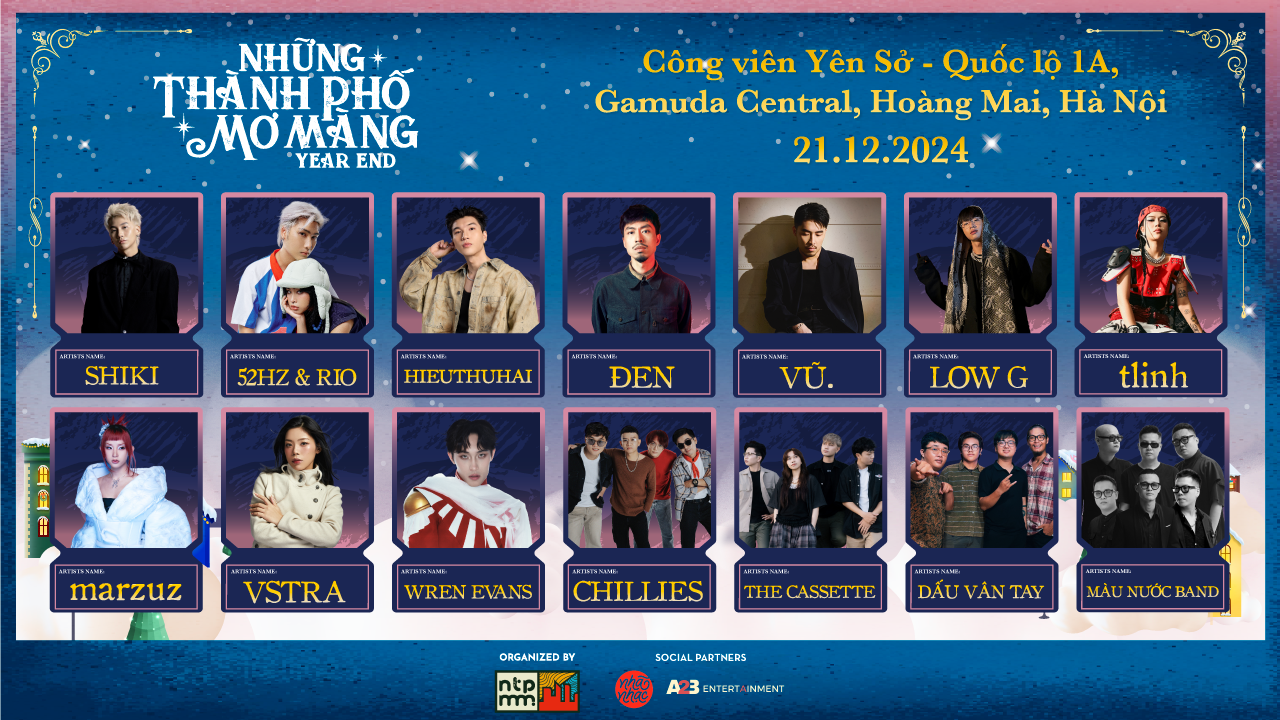 NHỮNG
THÀNH PHỐ
MƠ MÀNG
YEAR END
Công viên Yên Sở - Quốc lộ 1A,
Gamuda Central, Hoàng Mai, Hà Nội
21.12.2024
ARTISTS NAME:
SHIKI
ARTISTS NAME:
52HZ & RIO
ARTISTS NAME:
HIEUTHUHAI
ARTISTS NAME:
ĐEN
ARTISTS NAME:
VŨ.
ARTISTS NAME:
LOW G
ARTISTS NAME:
tlinh
ARTISTS NAME:
marzuz
ARTISTS NAME:
VSTRA
ARTISTS NAME:
WREN EVANS
ARTISTS NAME:
CHILLIES
ARTISTS NAME:
THE CASSETTE
ARTISTS NAME:
DẤU VÂN TAY
ARTISTS NAME:
MÀU NƯỚC BAND
ORGANIZED BY
ntp
mm
SOCIAL PARTNERS
nhã
nhạc
A2B ENTERTAINMENT